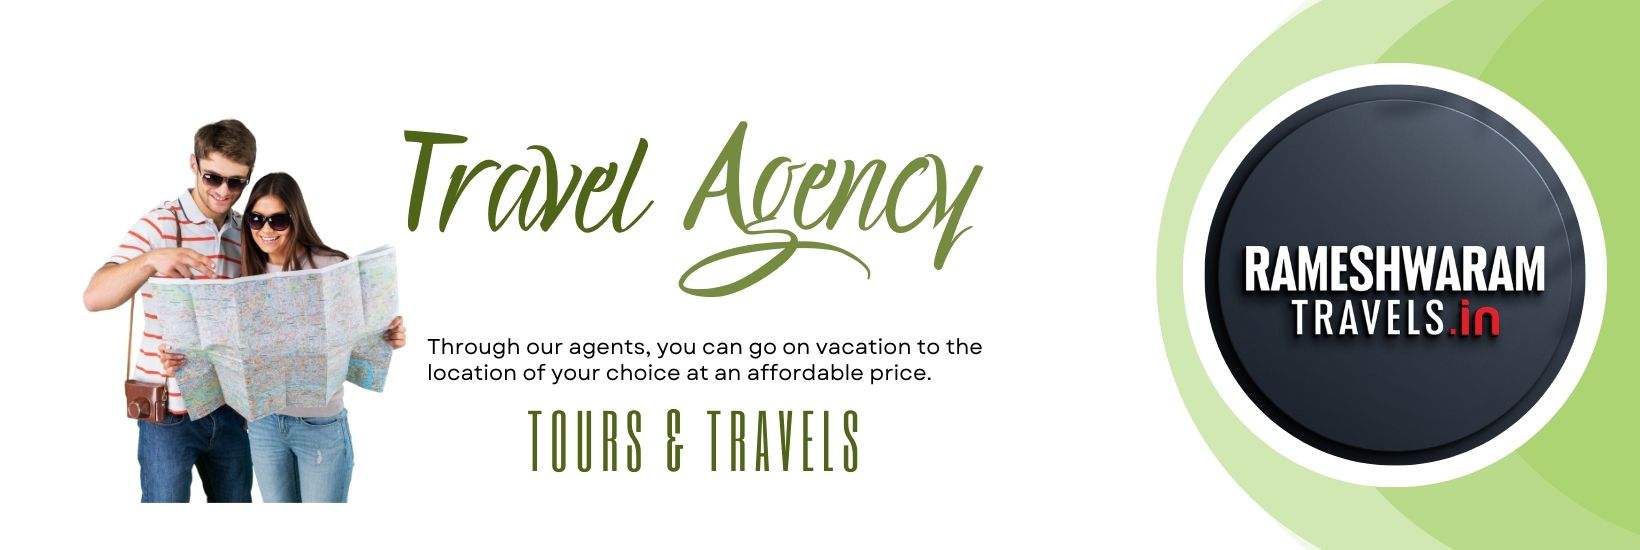 Travel Agency
Through our agents, you can go on vacation to the
location of your choice at an affordable price.
TOURS & TRAVELS
RAMESHWARAM
TRAVELS.in